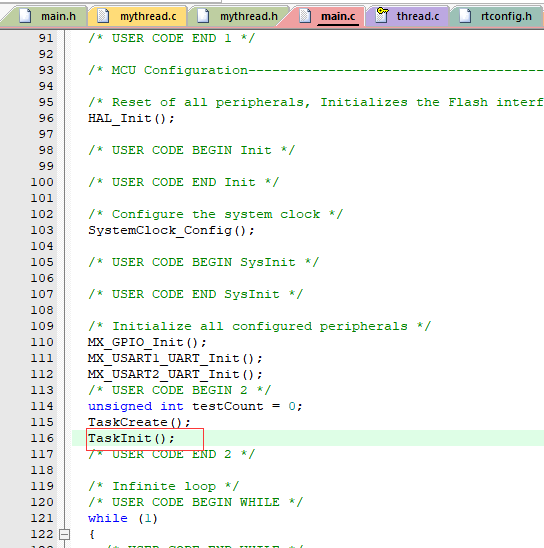 main.h mythread.c mythread.h main.c thread.c rtconfig.h
91 /* USER CODE END 1 */
92
93 /* MCU Configuration--------------------------------------
94
95 /* Reset of all peripherals, Initializes the Flash interf
96 HAL_Init();
97
98 /* USER CODE BEGIN Init */
99
100 /* USER CODE END Init */
101
102 /* Configure the system clock */
103 SystemClock_Config();
104
105 /* USER CODE BEGIN SysInit */
106
107 /* USER CODE END SysInit */
108
109 /* Initialize all configured peripherals */
110 MX_GPIO_Init();
111 MX_USART1_UART_Init();
112 MX_USART2_UART_Init();
113 /* USER CODE BEGIN 2 */
114 unsigned int testCount = 0;
115 TaskCreate();
116 TaskInit();
117 /* USER CODE END 2 */
118
119 /* Infinite loop */
120 /* USER CODE BEGIN WHILE */
121 while (1)
122 {